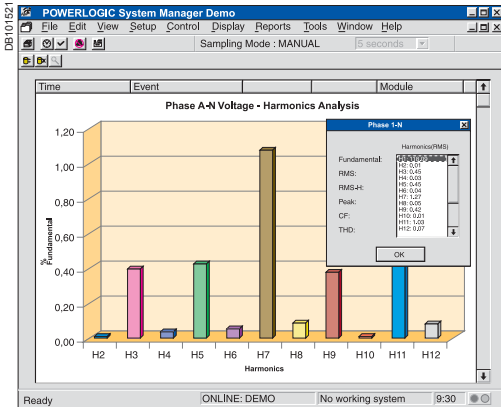 DB101521
POWERLOGIC System Manager Demo
File Edit View Setup Control Display Reports Tools Window Help
Sampling Mode : MANUAL 5 seconds
Time Event Module
Phase A-N Voltage - Harmonics Analysis
1,20
1,00
0,80
0,60
0,40
0,20
0,00
% Fundamental
H2 H3 H4 H5 H6 H7 H8 H9 H10 H11 H12
Harmonics
Phase 1-N
Harmonics(RMS)
Fundamental:
RMS:
RMS-H:
Peak:
CF:
THD:
H2: 0,01
H3: 0,45
H4: 0,03
H5: 0,45
H6: 0,04
H7: 1,27
H8: 0,05
H9: 0,42
H10: 0,01
H11: 1,03
H12: 0,07
OK
Ready ONLINE: DEMO No working system 9:30